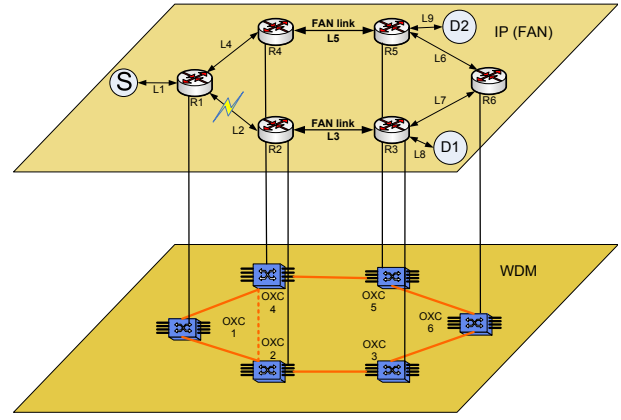 FAN link
L5
L9
D2
IP (FAN)
L4
R4
R5
L6
S
L1
R1
L7
R6
FAN link
L3
L2
R2
R3
L8
D1
WDM
OXC
4
OXC
5
OXC
1
OXC
6
OXC
2
OXC
3